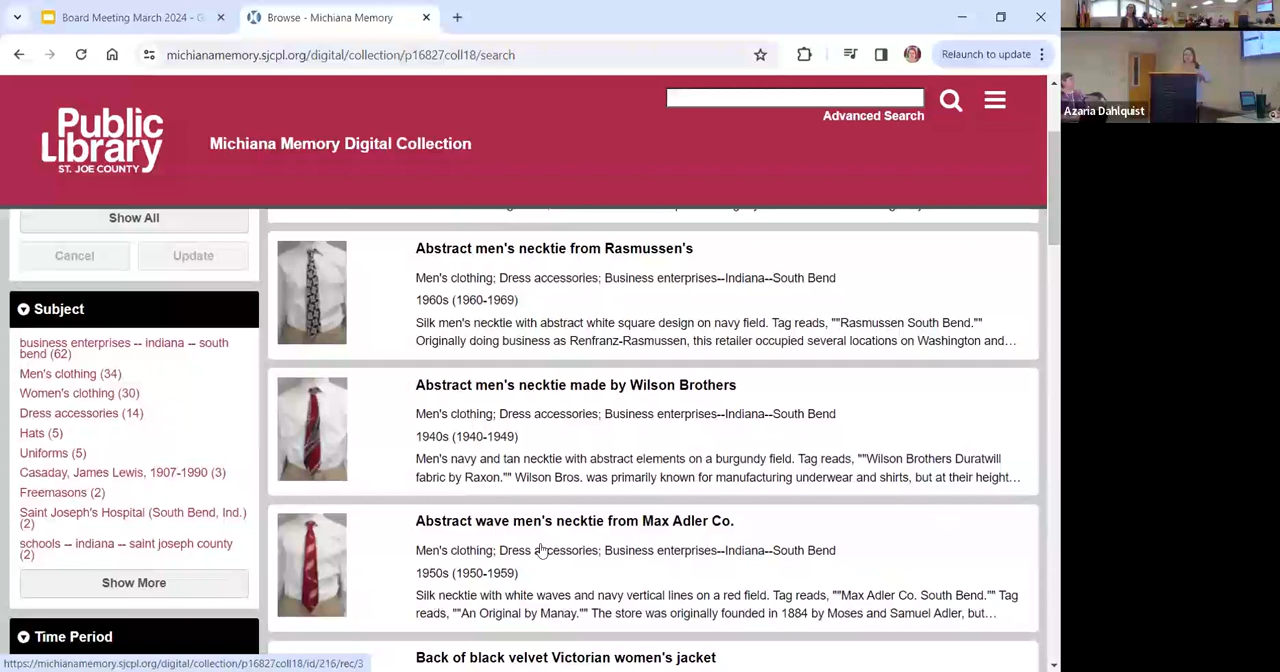 Board Meeting March 2024 - G
Browse - Michiana Memory
michianamemory.sjcpl.org/digital/collection/p16827coll18/search
Relaunch to update
Public
Library
ST. JOE COUNTY
Michiana Memory Digital Collection
Advanced Search
Azaria Dahlquist
Show All
Cancel
Update
Subject
business enterprises -- indiana -- south
bend (62)
Men's clothing (34)
Women's clothing (30)
Dress accessories (14)
Hats (5)
Uniforms (5)
Casaday, James Lewis, 1907-1990 (3)
Freemasons (2)
Saint Joseph's Hospital (South Bend, Ind.)
(2)
schools -- indiana -- saint joseph county
(2)
Show More
Time Period
Abstract men's necktie from Rasmussen's
Men's clothing; Dress accessories; Business enterprises--Indiana--South Bend
1960s (1960-1969)
Silk men's necktie with abstract white square design on navy field. Tag reads, ""Rasmussen South Bend.""
Originally doing business as Renfranz-Rasmussen, this retailer occupied several locations on Washington and…
Abstract men's necktie made by Wilson Brothers
Men's clothing; Dress accessories; Business enterprises--Indiana--South Bend
1940s (1940-1949)
Men's navy and tan necktie with abstract elements on a burgundy field. Tag reads, ""Wilson Brothers Duratwill
fabric by Raxon."" Wilson Bros. was primarily known for manufacturing underwear and shirts, but at their height…
Abstract wave men's necktie from Max Adler Co.
Men's clothing; Dress accessories; Business enterprises--Indiana--South Bend
1950s (1950-1959)
Silk necktie with white waves and navy vertical lines on a red field. Tag reads, ""Max Adler Co. South Bend."" Tag
reads, ""An Original by Manay."" The store was originally founded in 1884 by Moses and Samuel Adler, but…
Back of black velvet Victorian women's jacket
https://michianamemory.sjcpl.org/digital/collection/p16827coll18/id/216/rec/3